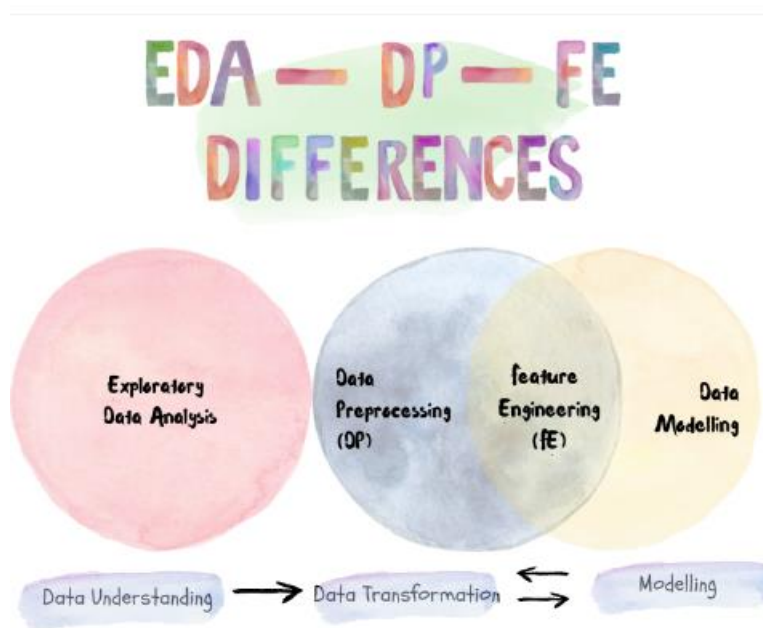 EDA — DP — FE
DIFFERENCES
Exploratory
Data Analysis
Data
Preprocessing
(DP)
Feature
Engineering
(FE)
Data
Modelling
Data Understanding
Data Transformation
Modelling